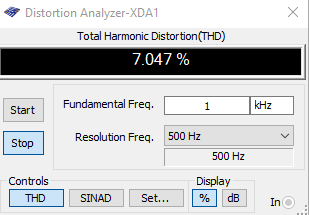 Distortion Analyzer-XDA1
Total Harmonic Distortion(THD)
7.047 %
Start
Fundamental Freq. 1 kHz
Stop
Resolution Freq. 500 Hz
500 Hz
Controls Display
THD SINAD Set... % dB In